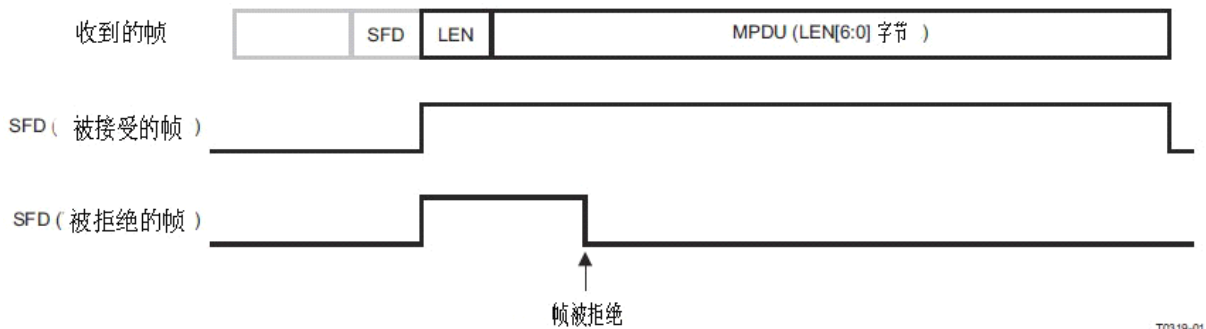 收到的帧
SFD LEN MPDU (LEN[6:0] 字节 )
SFD ( 被接受的帧 )
SFD ( 被拒绝的帧 )
帧被拒绝
T0319-01